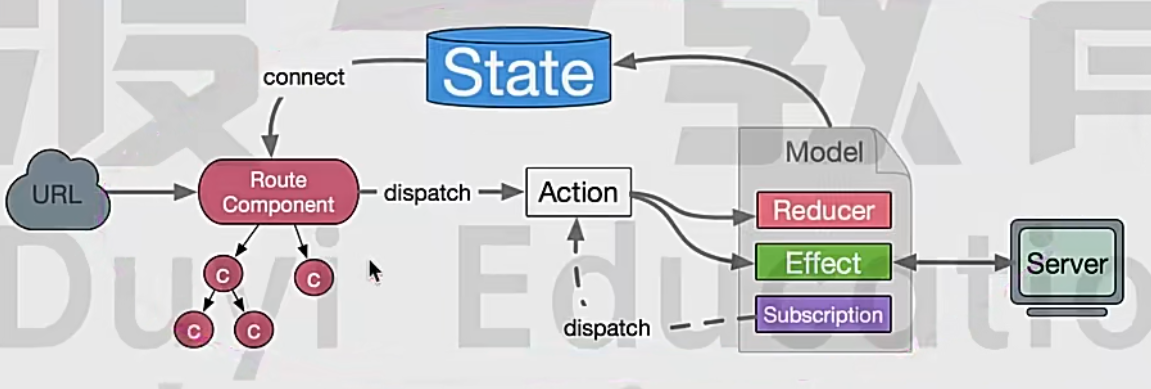 State
connect
Model
URL
Route
Component
dispatch
Action
Reducer
Effect
Server
Subscription
dispatch
C
C
C
C
Duyi Educatio